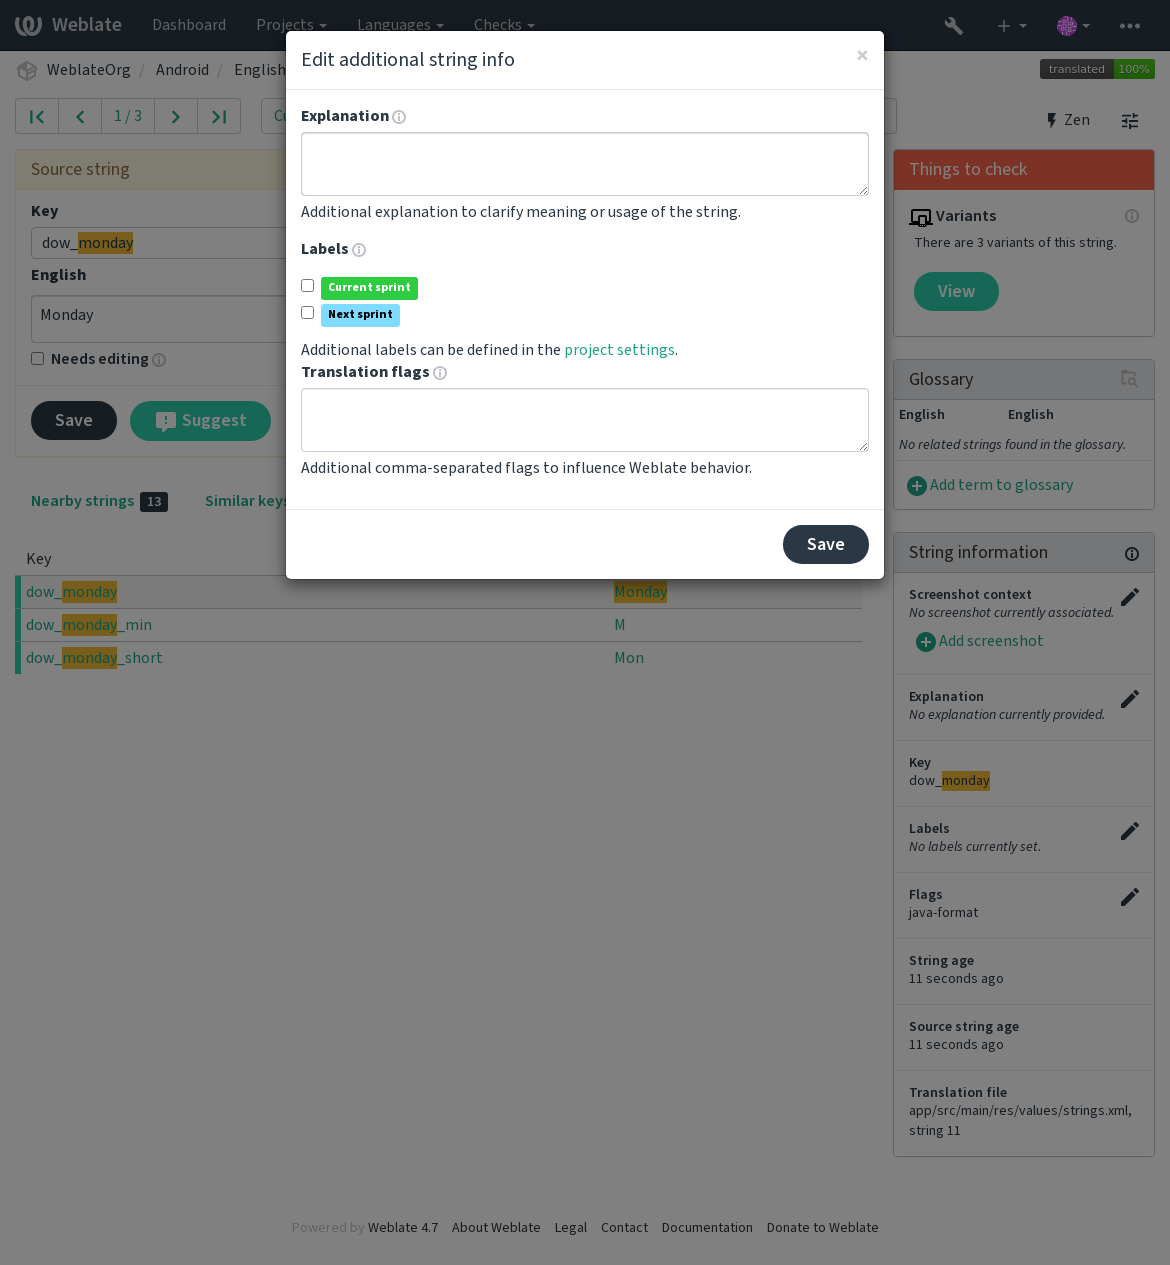 Weblate Dashboard Projects Languages Checks
WeblateOrg / Android / English
translated 100%
1 / 3
Zen
Edit additional string info
×
Explanation
Additional explanation to clarify meaning or usage of the string.
Labels
Current sprint
Next sprint
Additional labels can be defined in the project settings.
Translation flags
Additional comma-separated flags to influence Weblate behavior.
Save
Source string
Key
dow_monday
English
Monday
Needs editing
Save
Suggest
Nearby strings 13
Similar keys
Key
dow_monday Monday
dow_monday_min M
dow_monday_short Mon
Things to check
Variants
There are 3 variants of this string.
View
Glossary
English English
No related strings found in the glossary.
Add term to glossary
String information
Screenshot context
No screenshot currently associated.
Add screenshot
Explanation
No explanation currently provided.
Key
dow_monday
Labels
No labels currently set.
Flags
java-format
String age
11 seconds ago
Source string age
11 seconds ago
Translation file
app/src/main/res/values/strings.xml,
string 11
Powered by Weblate 4.7 About Weblate Legal Contact Documentation Donate to Weblate